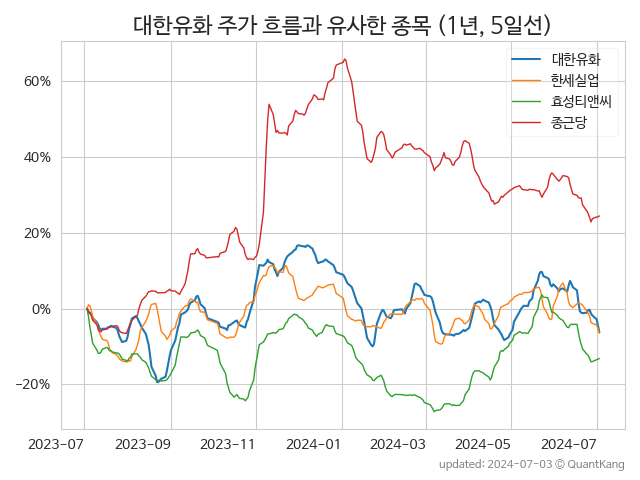 대한유화 주가 흐름과 유사한 종목 (1년, 5일선)
대한유화
한세실업
효성티앤씨
종근당
60%
40%
20%
0%
−20%
2023-07 2023-09 2023-11 2024-01 2024-03 2024-05 2024-07
updated: 2024-07-03 © QuantKang